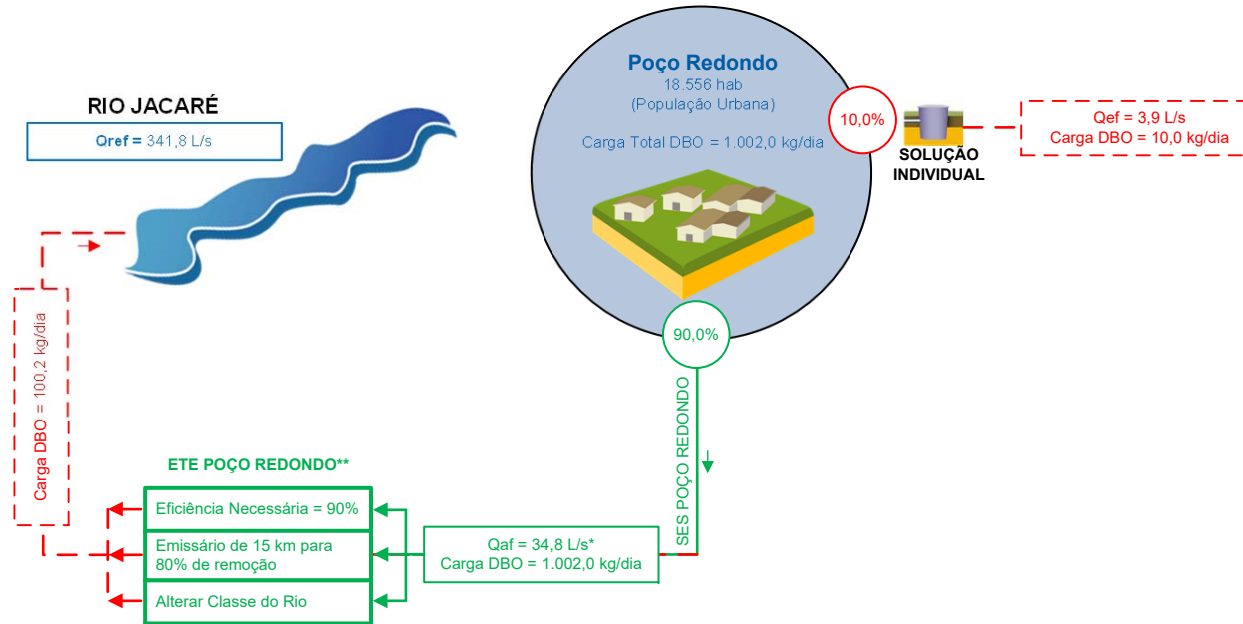 RIO JACARÉ
Qref = 341,8 L/s
Poço Redondo
18.556 hab
(População Urbana)
Carga Total DBO = 1.002,0 kg/dia
10,0%
SOLUÇÃO
INDIVIDUAL
Qef = 3,9 L/s
Carga DBO = 10,0 kg/dia
90,0%
SES POÇO REDONDO
Carga DBO = 100,2 kg/dia
ETE POÇO REDONDO**
Eficiência Necessária = 90%
Emissário de 15 km para
80% de remoção
Alterar Classe do Rio
Qaf = 34,8 L/s*
Carga DBO = 1.002,0 kg/dia